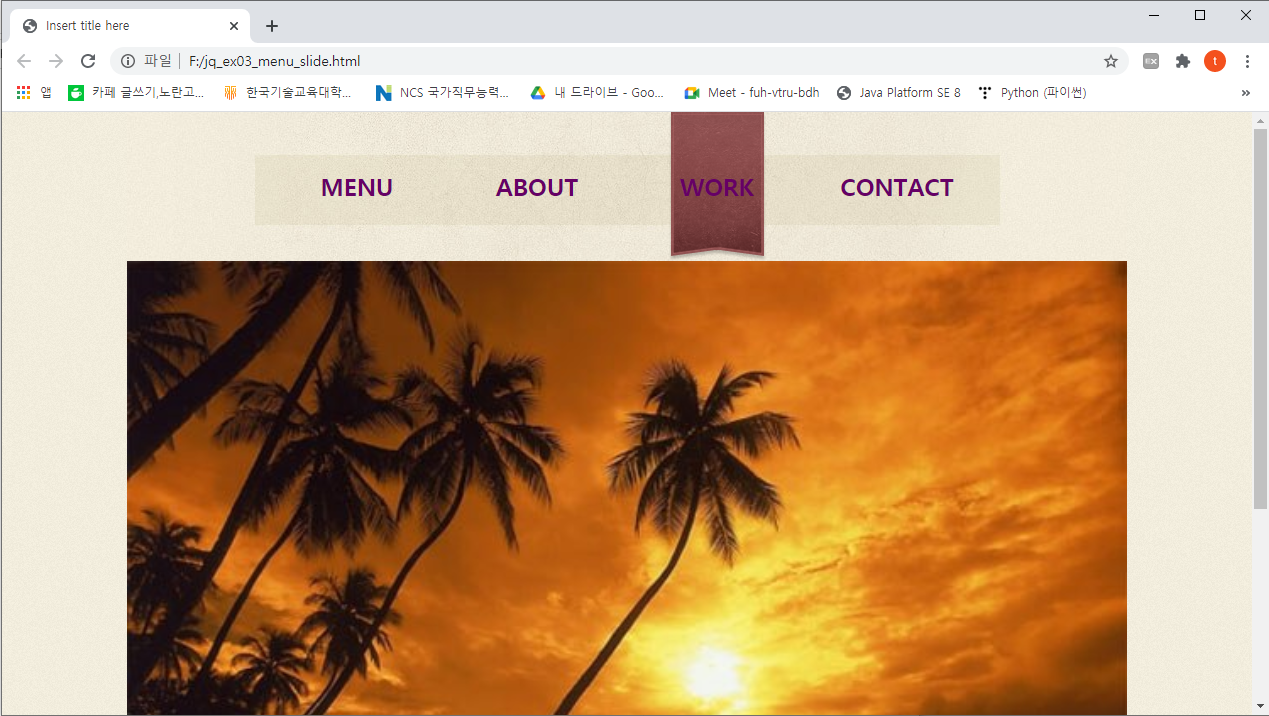 Insert title here
파일 F:/jq_ex03_menu_slide.html
EX
t
앱 카페 글쓰기,노란고... 한국기술교육대학... NCS 국가직무능력... 내 드라이브 - Goo... Meet - fuh-vtru-bdh Java Platform SE 8 Python (파이썬) »
MENU ABOUT WORK CONTACT